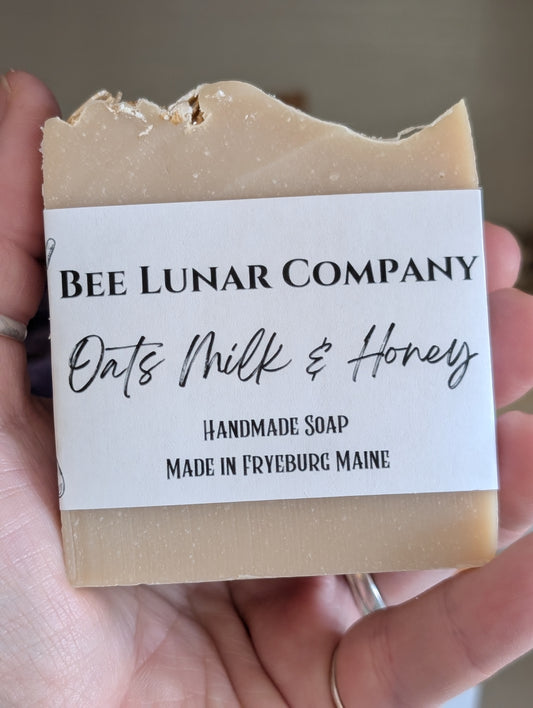 Bee Lunar Company
Oats Milk & Honey
Handmade Soap
Made in Fryeburg Maine